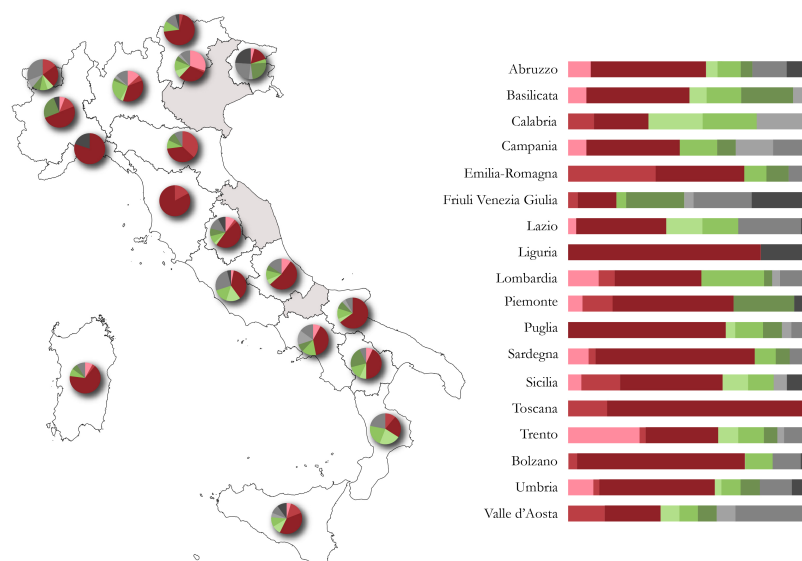 Abruzzo
Basilicata
Calabria
Campania
Emilia-Romagna
Friuli Venezia Giulia
Lazio
Liguria
Lombardia
Piemonte
Puglia
Sardegna
Sicilia
Toscana
Trento
Bolzano
Umbria
Valle d'Aosta